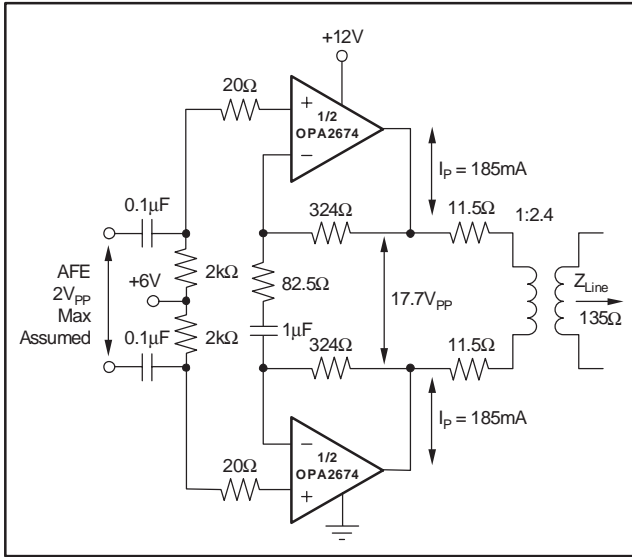 +12V
20Ω
+
1/2
OPA2674
−
I_P = 185mA
0.1μF
324Ω
11.5Ω
1:2.4
AFE
2V_PP
Max
Assumed
2kΩ
+6V
2kΩ
82.5Ω
1μF
17.7V_PP
Z_Line
135Ω
0.1μF
324Ω
11.5Ω
−
1/2
OPA2674
+
20Ω
I_P = 185mA